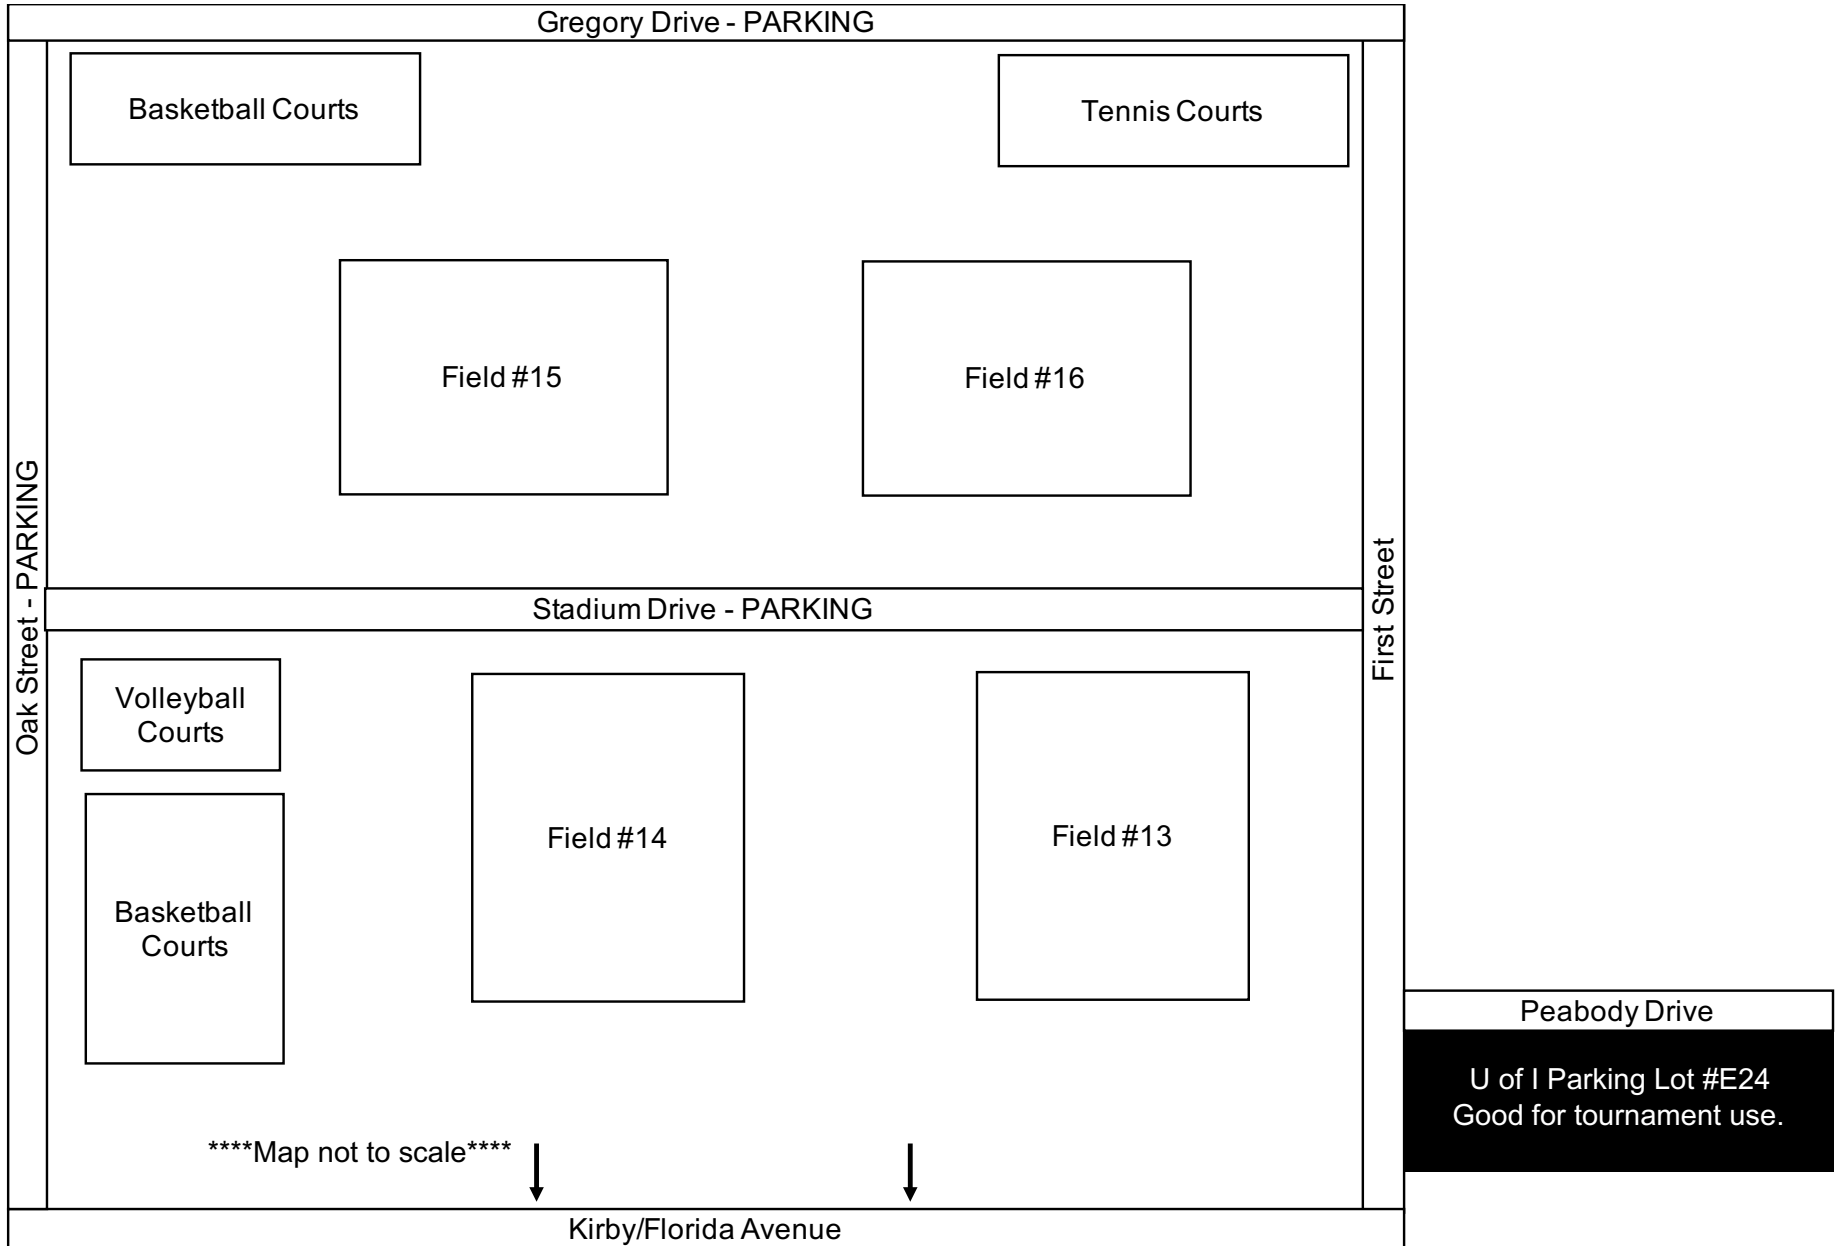 Gregory Drive - PARKING
Basketball Courts
Tennis Courts
Field #15
Field #16
Oak Street - PARKING
First Street
Stadium Drive - PARKING
Volleyball
Courts
Field #14
Field #13
Basketball
Courts
Peabody Drive
U of I Parking Lot #E24
Good for tournament use.
****Map not to scale****
Kirby/Florida Avenue